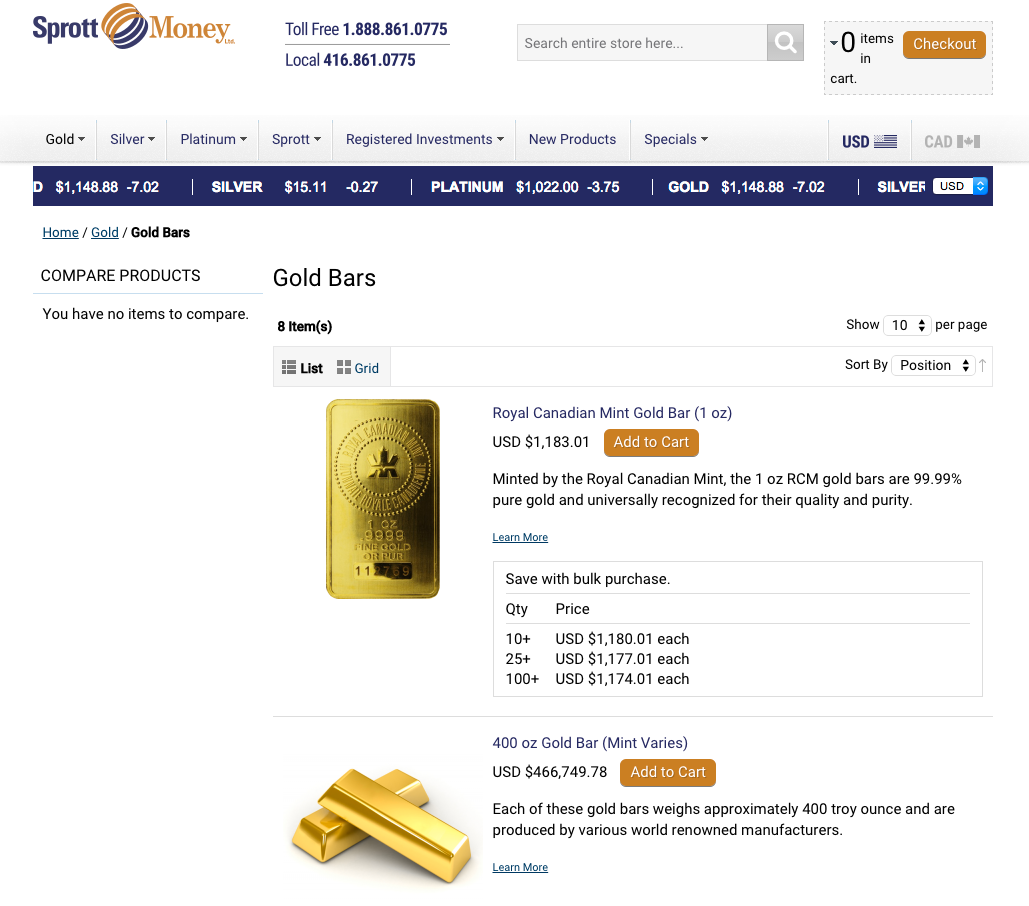 Sprott Money Ltd.
Toll Free 1.888.861.0775
Local 416.861.0775
Search entire store here...
0 items in cart.
Checkout
Gold Silver Platinum Sprott Registered Investments New Products Specials USD CAD
D $1,148.88 -7.02 | SILVER $15.11 -0.27 | PLATINUM $1,022.00 -3.75 | GOLD $1,148.88 -7.02 | SILVER USD
Home / Gold / Gold Bars
COMPARE PRODUCTS
You have no items to compare.
Gold Bars
8 Item(s)
Show 10 per page
List Grid
Sort By Position
ROYAL CANADIAN MINT
MONNAIE ROYALE CANADIENNE
1 OZ
.9999
FINE GOLD
OR PUR
112769
Royal Canadian Mint Gold Bar (1 oz)
USD $1,183.01 Add to Cart
Minted by the Royal Canadian Mint, the 1 oz RCM gold bars are 99.99%
pure gold and universally recognized for their quality and purity.
Learn More
Save with bulk purchase.
Qty Price
10+ USD $1,180.01 each
25+ USD $1,177.01 each
100+ USD $1,174.01 each
400 oz Gold Bar (Mint Varies)
USD $466,749.78 Add to Cart
Each of these gold bars weighs approximately 400 troy ounce and are
produced by various world renowned manufacturers.
Learn More